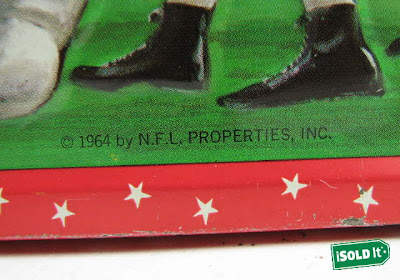 © 1964 by N.F.L. PROPERTIES, INC.
iSOLD It